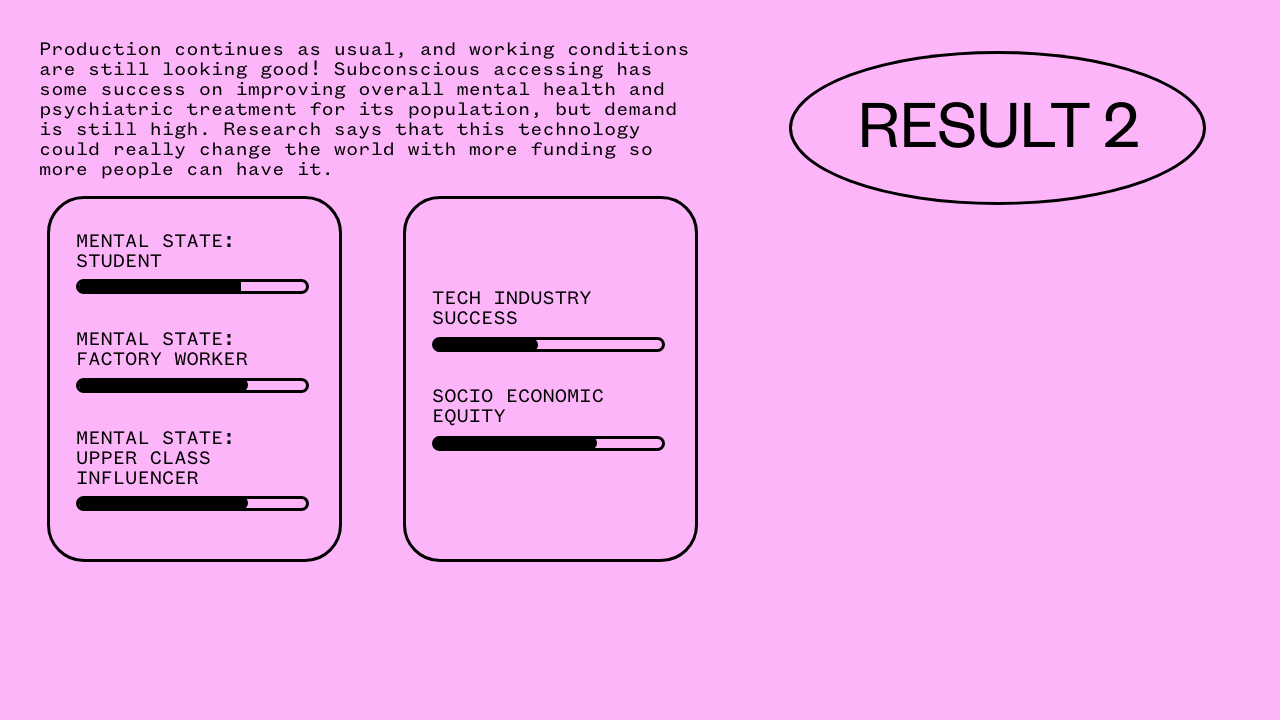 Production continues as usual, and working conditions
are still looking good! Subconscious accessing has
some success on improving overall mental health and
psychiatric treatment for its population, but demand
is still high. Research says that this technology
could really change the world with more funding so
more people can have it.
RESULT 2
MENTAL STATE:
STUDENT
MENTAL STATE:
FACTORY WORKER
MENTAL STATE:
UPPER CLASS
INFLUENCER
TECH INDUSTRY
SUCCESS
SOCIO ECONOMIC
EQUITY